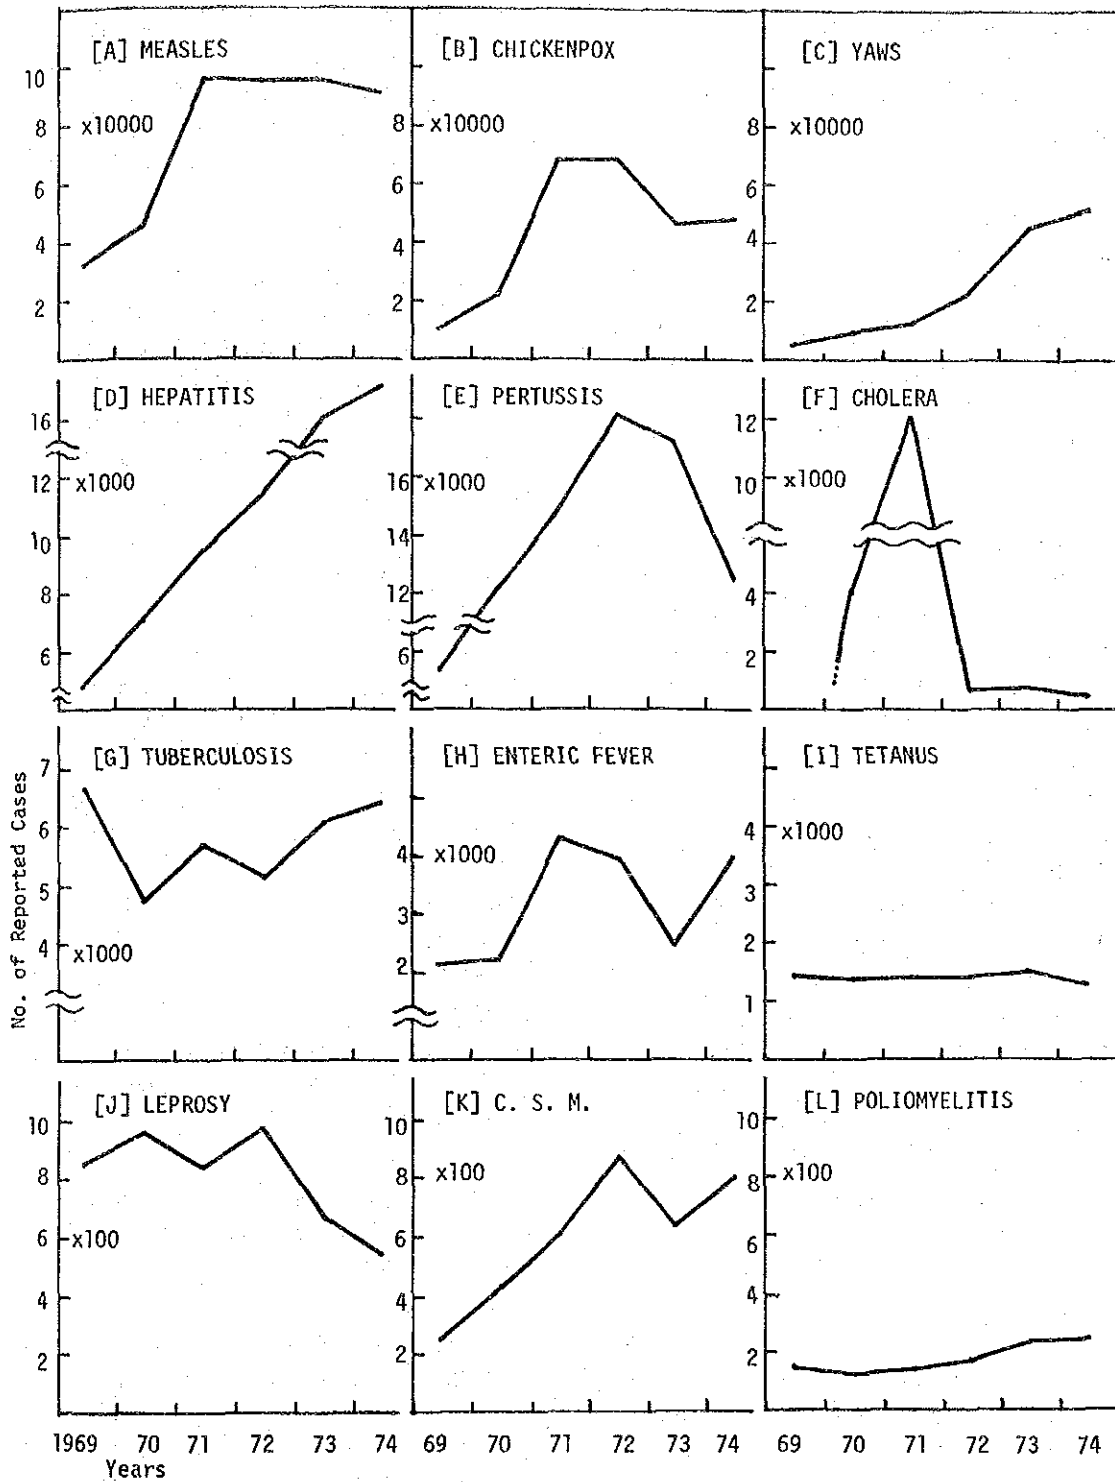 [A] MEASLES
10
x10000
8
6
4
2
[B] CHICKENPOX
8
x10000
6
4
2
[C] YAWS
8
x10000
6
4
2
[D] HEPATITIS
16
x1000
12
10
8
6
[E] PERTUSSIS
16
x1000
14
12
6
[F] CHOLERA
12
10
x1000
4
2
No. of Reported Cases
[G] TUBERCULOSIS
7
6
5
4
x1000
[H] ENTERIC FEVER
4
x1000
3
2
[I] TETANUS
4
x1000
3
2
1
[J] LEPROSY
10
8
6
x100
4
2
[K] C. S. M.
10
x100
8
6
4
2
[L] POLIOMYELITIS
10
x100
8
6
4
2
1969 70 71 72 73 74
69 70 71 72 73 74
69 70 71 72 73 74
Years